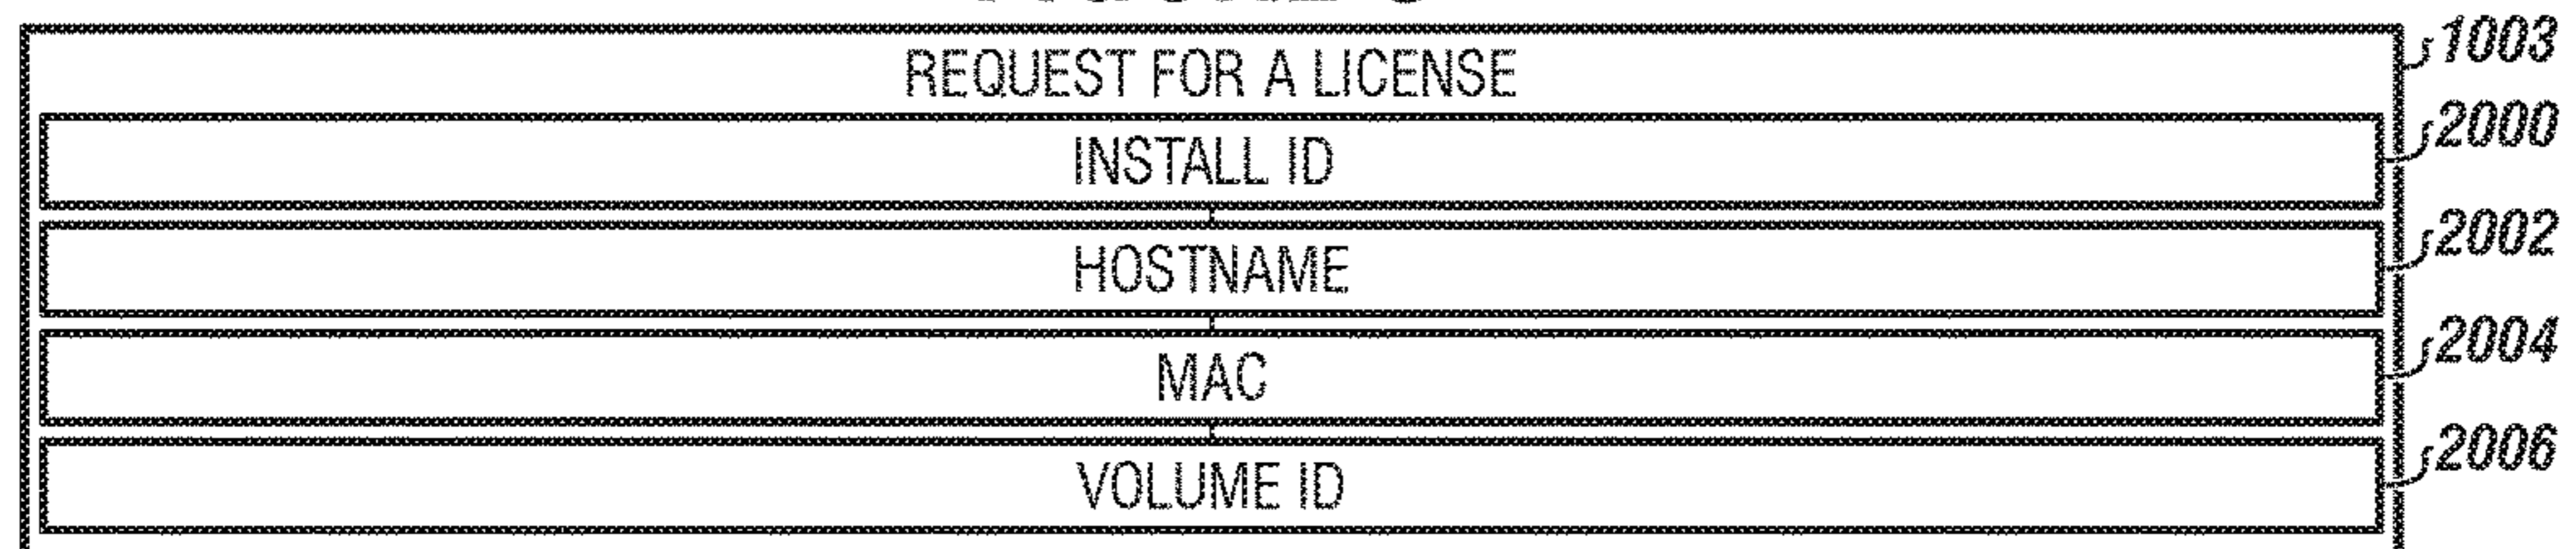 REQUEST FOR A LICENSE 1003
INSTALL ID 2000
HOSTNAME 2002
MAC 2004
VOLUME ID 2006